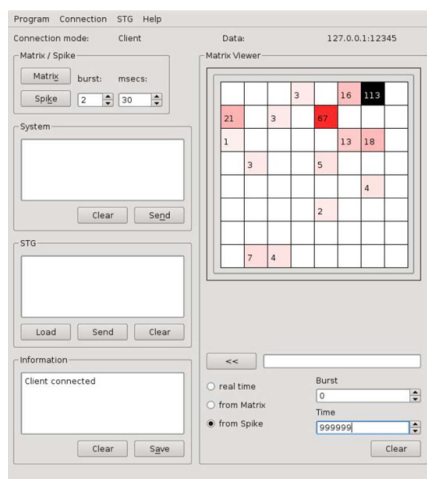 Program Connection STG Help
Connection mode: Client Data: 127.0.0.1:12345
Matrix / Spike
Matrix burst: msecs:
Spike 2 30
System
Clear Send
STG
Load Send Clear
Information
Client connected
Clear Save
Matrix Viewer
3 16 113
21 3 67
1 13 18
3 5
4
2
7 4
<<
real time
from Matrix
from Spike
Burst
0
Time
999999
Clear